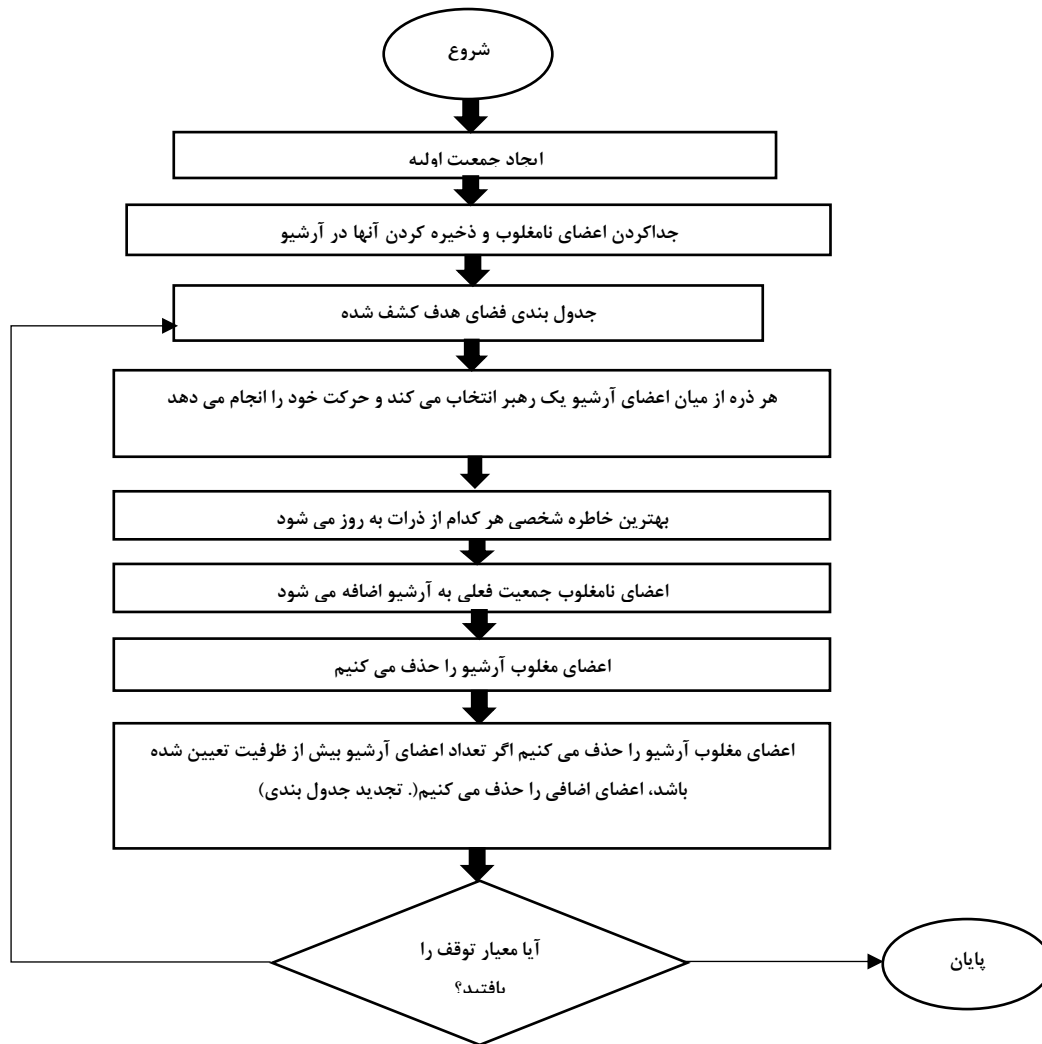 شروع
ایجاد جمعیت اولیه
جداکردن اعضای نامغلوب و ذخیره کردن آنها در آرشیو
جدول بندی فضای هدف کشف شده
هر ذره از میان اعضای آرشیو یک رهبر انتخاب می کند و حرکت خود را انجام می دهد
بهترین خاطره شخصی هر کدام از ذرات به روز می شود
اعضای نامغلوب جمعیت فعلی به آرشیو اضافه می شود
اعضای مغلوب آرشیو را حذف می کنیم
اعضای مغلوب آرشیو را حذف می کنیم اگر تعداد اعضای آرشیو بیش از ظرفیت تعیین شده
باشد، اعضای اضافی را حذف می کنیم(. تجدید جدول بندی)
آیا معیار توقف را
یافتید؟
پایان